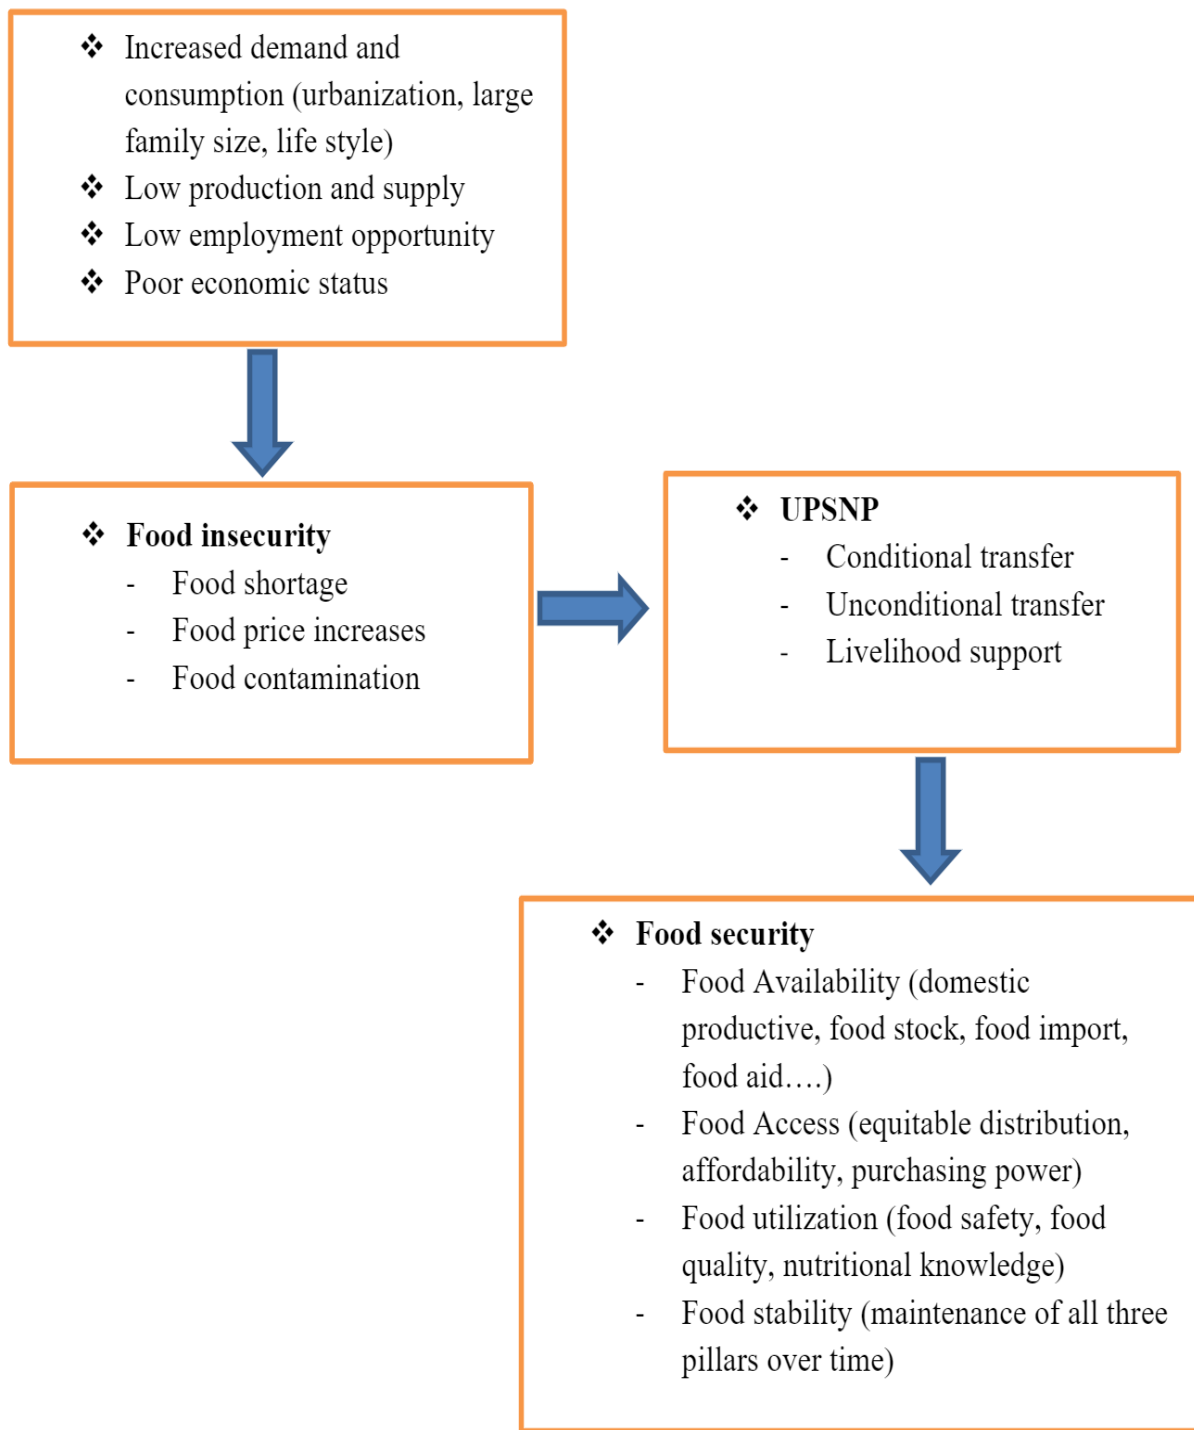 ❖ Increased demand and
consumption (urbanization, large
family size, life style)
❖ Low production and supply
❖ Low employment opportunity
❖ Poor economic status
❖ Food insecurity
- Food shortage
- Food price increases
- Food contamination
❖ UPSNP
- Conditional transfer
- Unconditional transfer
- Livelihood support
❖ Food security
- Food Availability (domestic
productive, food stock, food import,
food aid….)
- Food Access (equitable distribution,
affordability, purchasing power)
- Food utilization (food safety, food
quality, nutritional knowledge)
- Food stability (maintenance of all three
pillars over time)